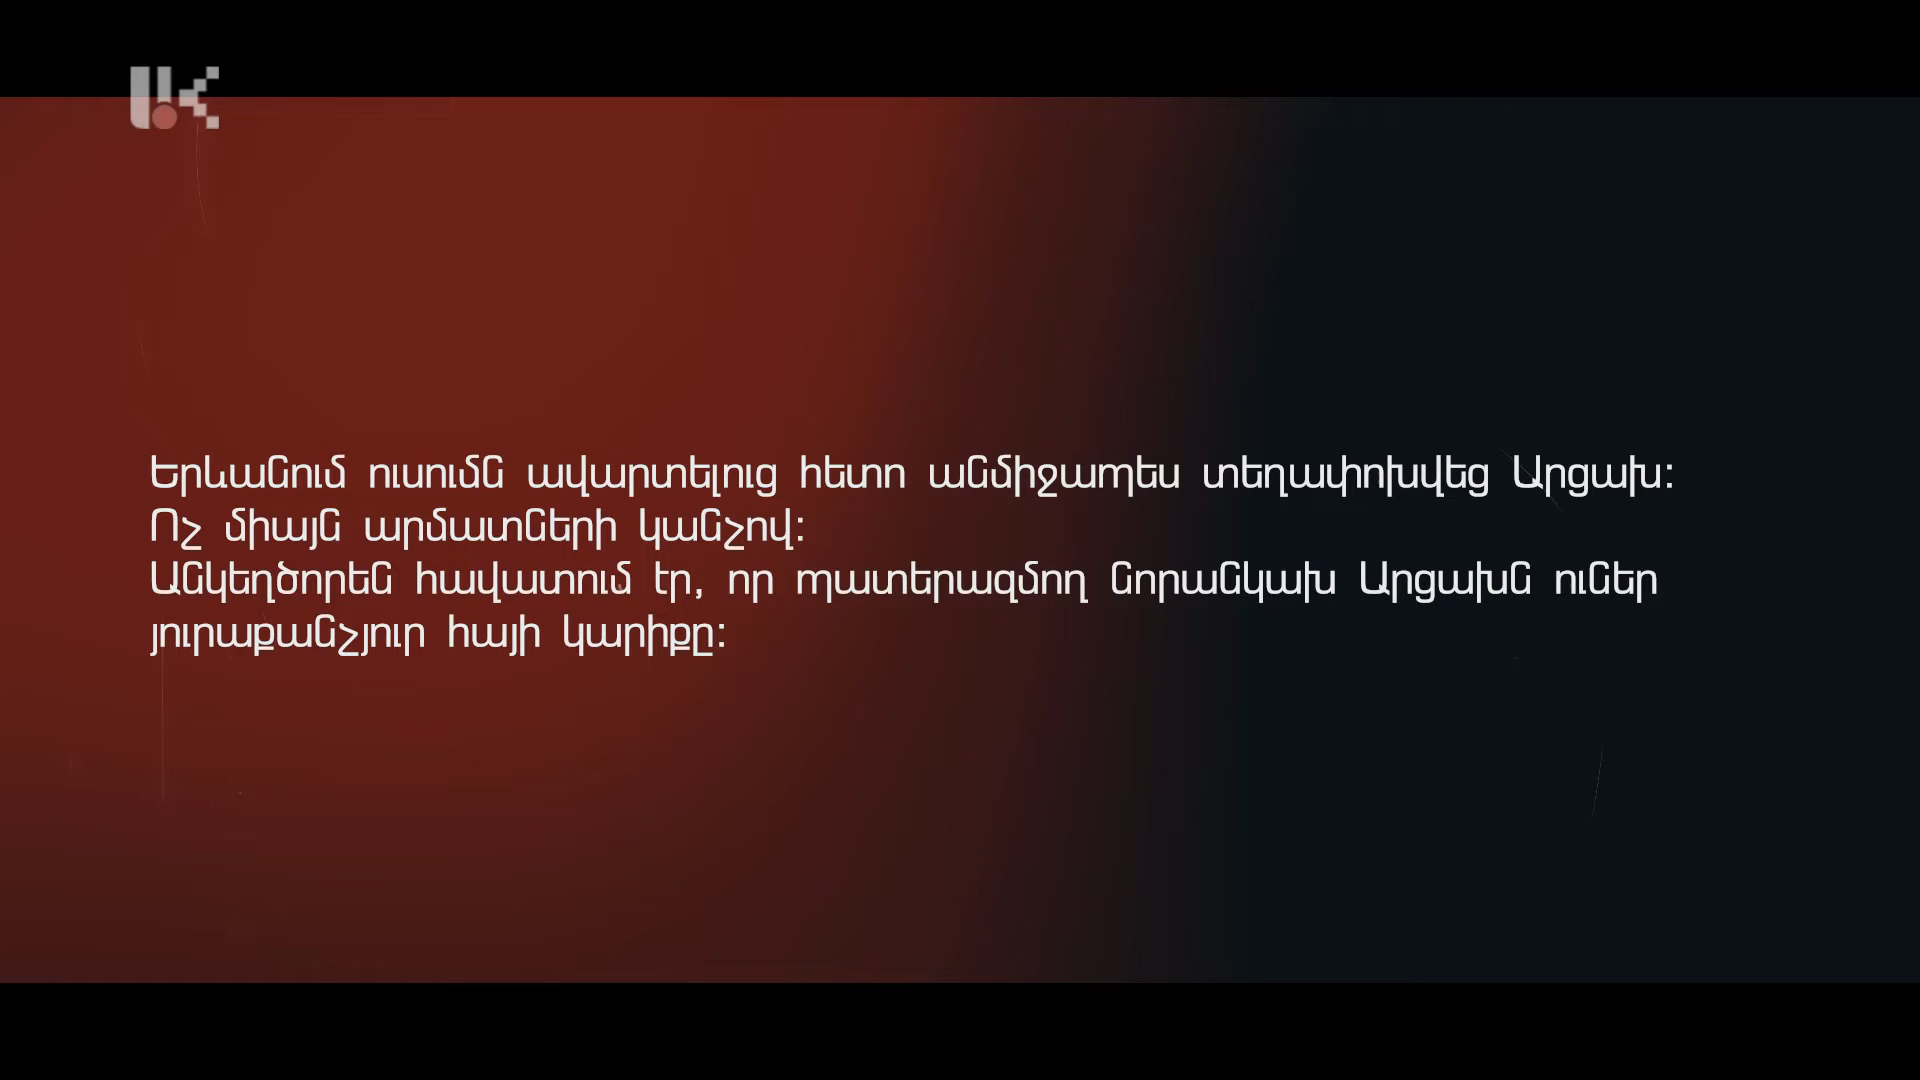 Երևանում ուսումն ավարտելուց հետո անմիջապես տեղափոխվեց Արցախ:
Ոչ միայն արմատների կանչով:
Անկեղծորեն հավատում էր, որ պատերազմող նորանկախ Արցախն ուներ
յուրաքանչյուր հայի կարիքը: